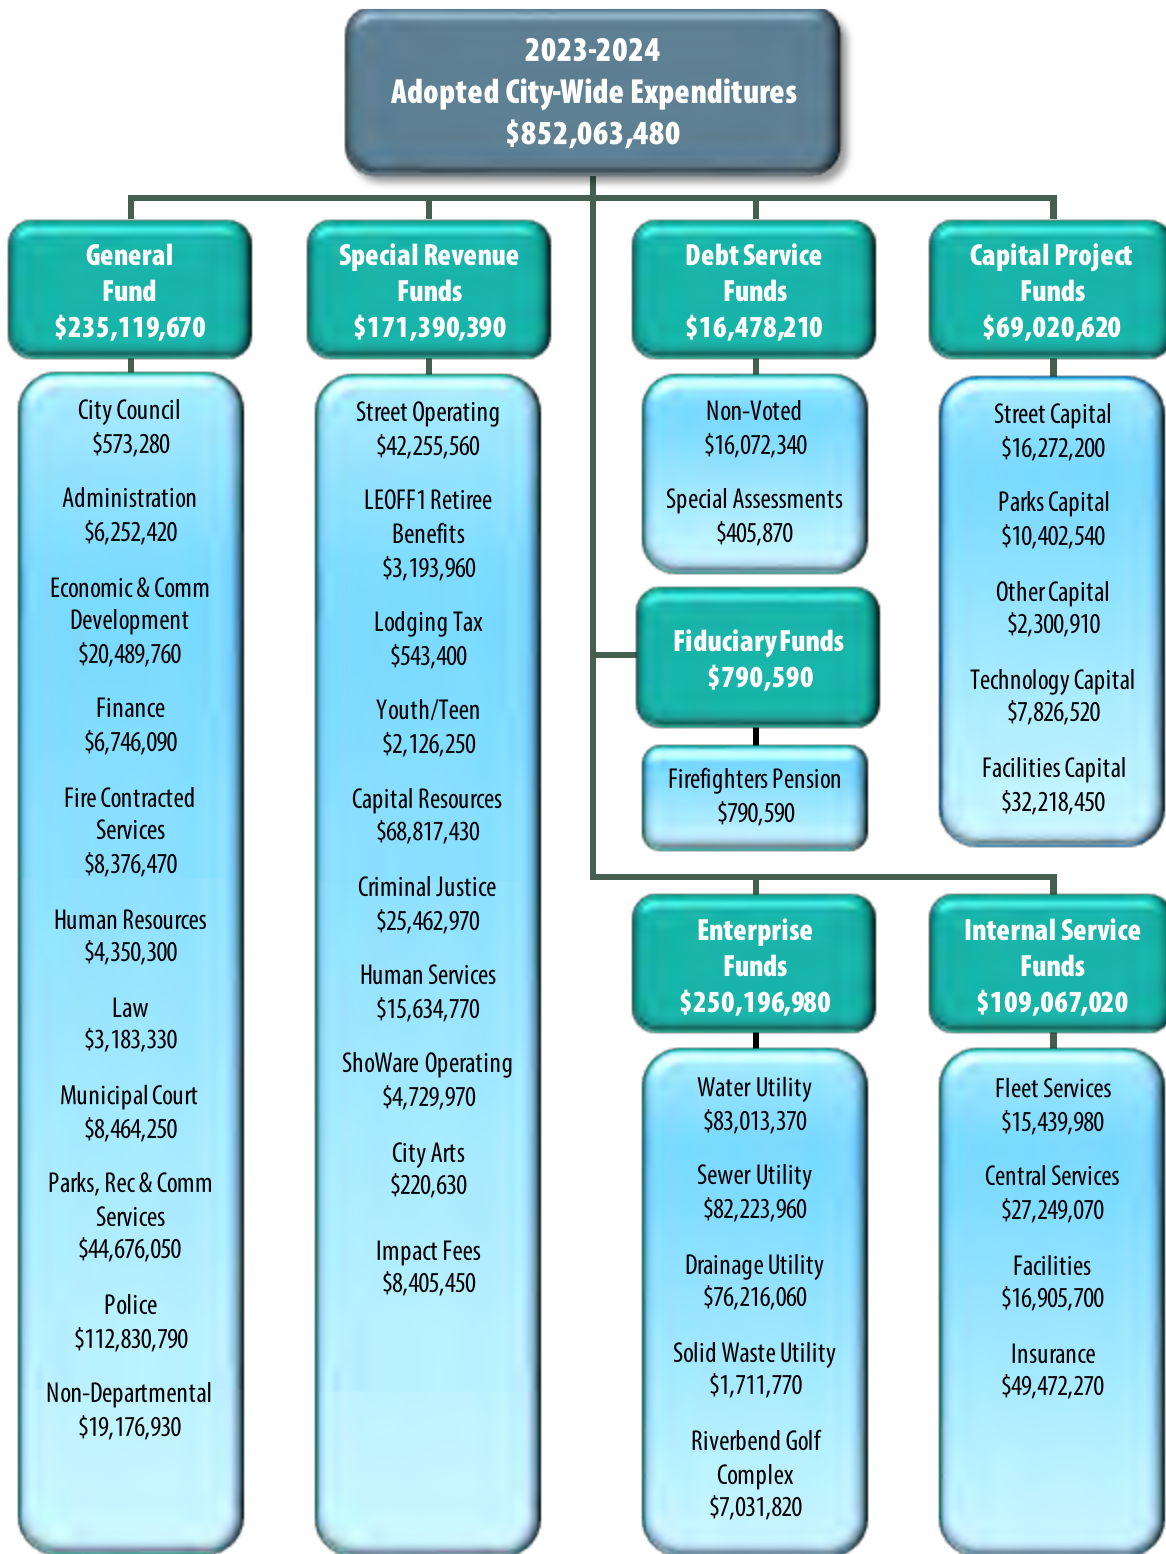 2023-2024
Adopted City-Wide Expenditures
$852,063,480
General
Fund
$235,119,670
City Council
$573,280
Administration
$6,252,420
Economic & Comm
Development
$20,489,760
Finance
$6,746,090
Fire Contracted
Services
$8,376,470
Human Resources
$4,350,300
Law
$3,183,330
Municipal Court
$8,464,250
Parks, Rec & Comm
Services
$44,676,050
Police
$112,830,790
Non-Departmental
$19,176,930
Special Revenue
Funds
$171,390,390
Street Operating
$42,255,560
LEOFF1 Retiree
Benefits
$3,193,960
Lodging Tax
$543,400
Youth/Teen
$2,126,250
Capital Resources
$68,817,430
Criminal Justice
$25,462,970
Human Services
$15,634,770
ShoWare Operating
$4,729,970
City Arts
$220,630
Impact Fees
$8,405,450
Debt Service
Funds
$16,478,210
Non-Voted
$16,072,340
Special Assessments
$405,870
Fiduciary Funds
$790,590
Firefighters Pension
$790,590
Capital Project
Funds
$69,020,620
Street Capital
$16,272,200
Parks Capital
$10,402,540
Other Capital
$2,300,910
Technology Capital
$7,826,520
Facilities Capital
$32,218,450
Enterprise
Funds
$250,196,980
Water Utility
$83,013,370
Sewer Utility
$82,223,960
Drainage Utility
$76,216,060
Solid Waste Utility
$1,711,770
Riverbend Golf
Complex
$7,031,820
Internal Service
Funds
$109,067,020
Fleet Services
$15,439,980
Central Services
$27,249,070
Facilities
$16,905,700
Insurance
$49,472,270